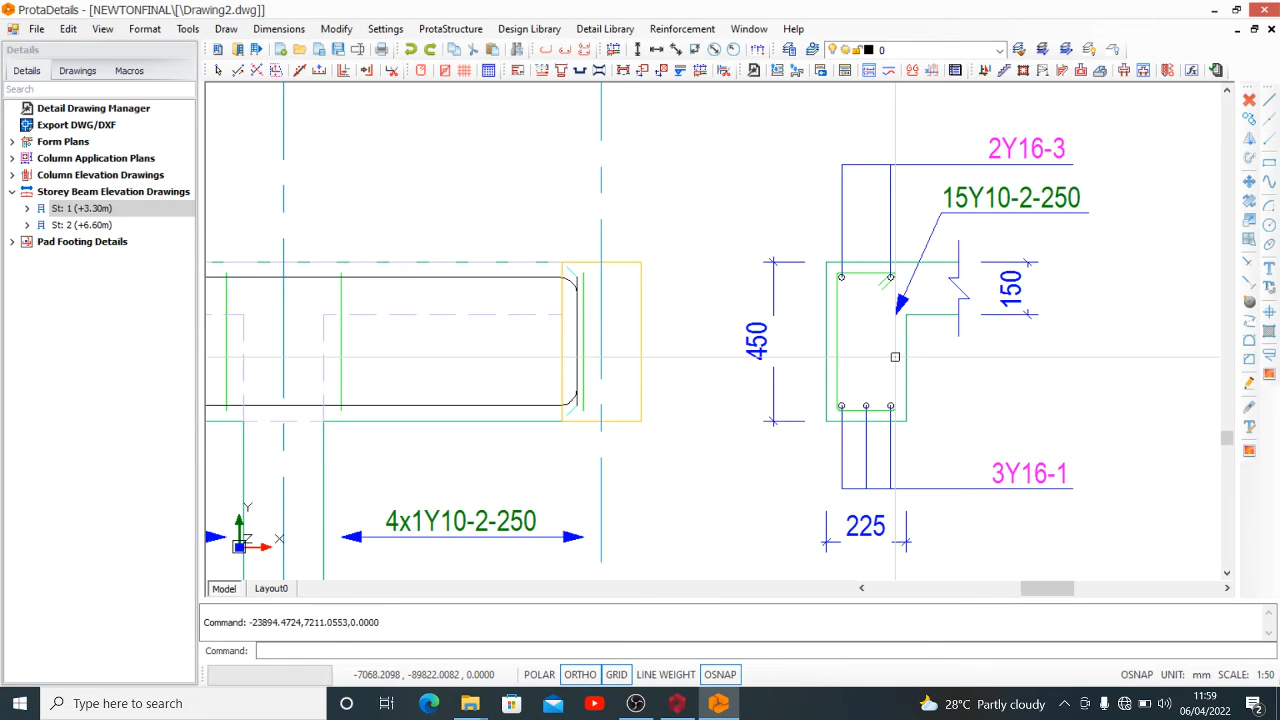 ProtaDetails - [NEWTONFINAL\[\Drawing2.dwg]]
File Edit View Format Tools Draw Dimensions Modify Settings ProtaStructure Design Library Detail Library Reinforcement Window Help
Details
0
Details Drawings Macros
Search
Detail Drawing Manager
Export DWG/DXF
Form Plans
Column Application Plans
Column Elevation Drawings
Storey Beam Elevation Drawings
St: 1 (+3.30m)
St: 2 (+6.60m)
Pad Footing Details
2Y16-3
15Y10-2-250
150
450
3Y16-1
4x1Y10-2-250
225
Y
Z
X
Model Layout0
Command: -23894.4724,7211.0553,0.0000
Command:
-7068.2098 , -89822.0082 , 0.0000 POLAR ORTHO GRID LINE WEIGHT OSNAP OSNAP UNIT: mm SCALE: 1:50
Type here to search
28°C Partly cloudy
11:59
06/04/2022
2